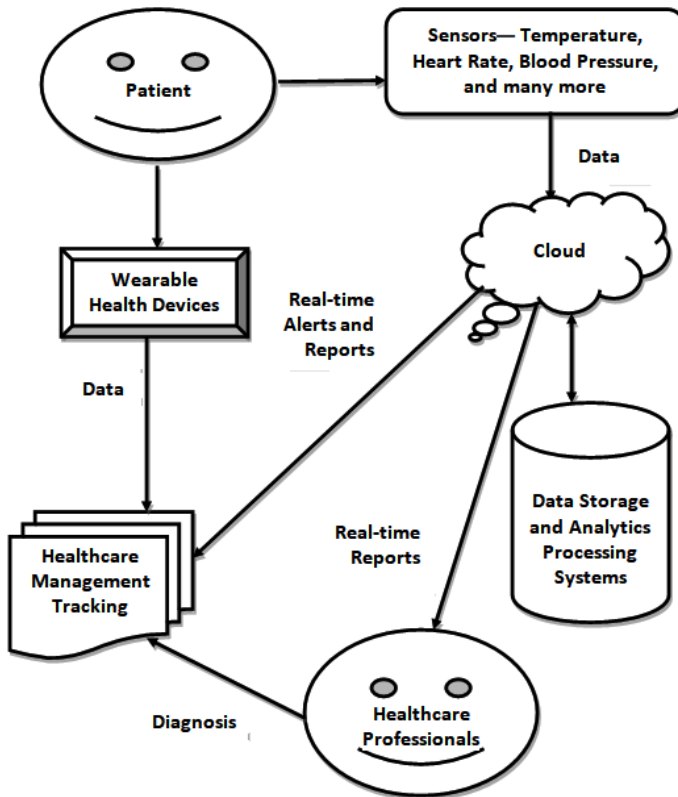 Sensors— Temperature,
Heart Rate, Blood Pressure,
and many more
Patient
Data
Cloud
Wearable
Health Devices
Real-time
Alerts and
Reports
Data
Data Storage
and Analytics
Processing
Systems
Real-time
Reports
Healthcare
Management
Tracking
Diagnosis
Healthcare
Professionals